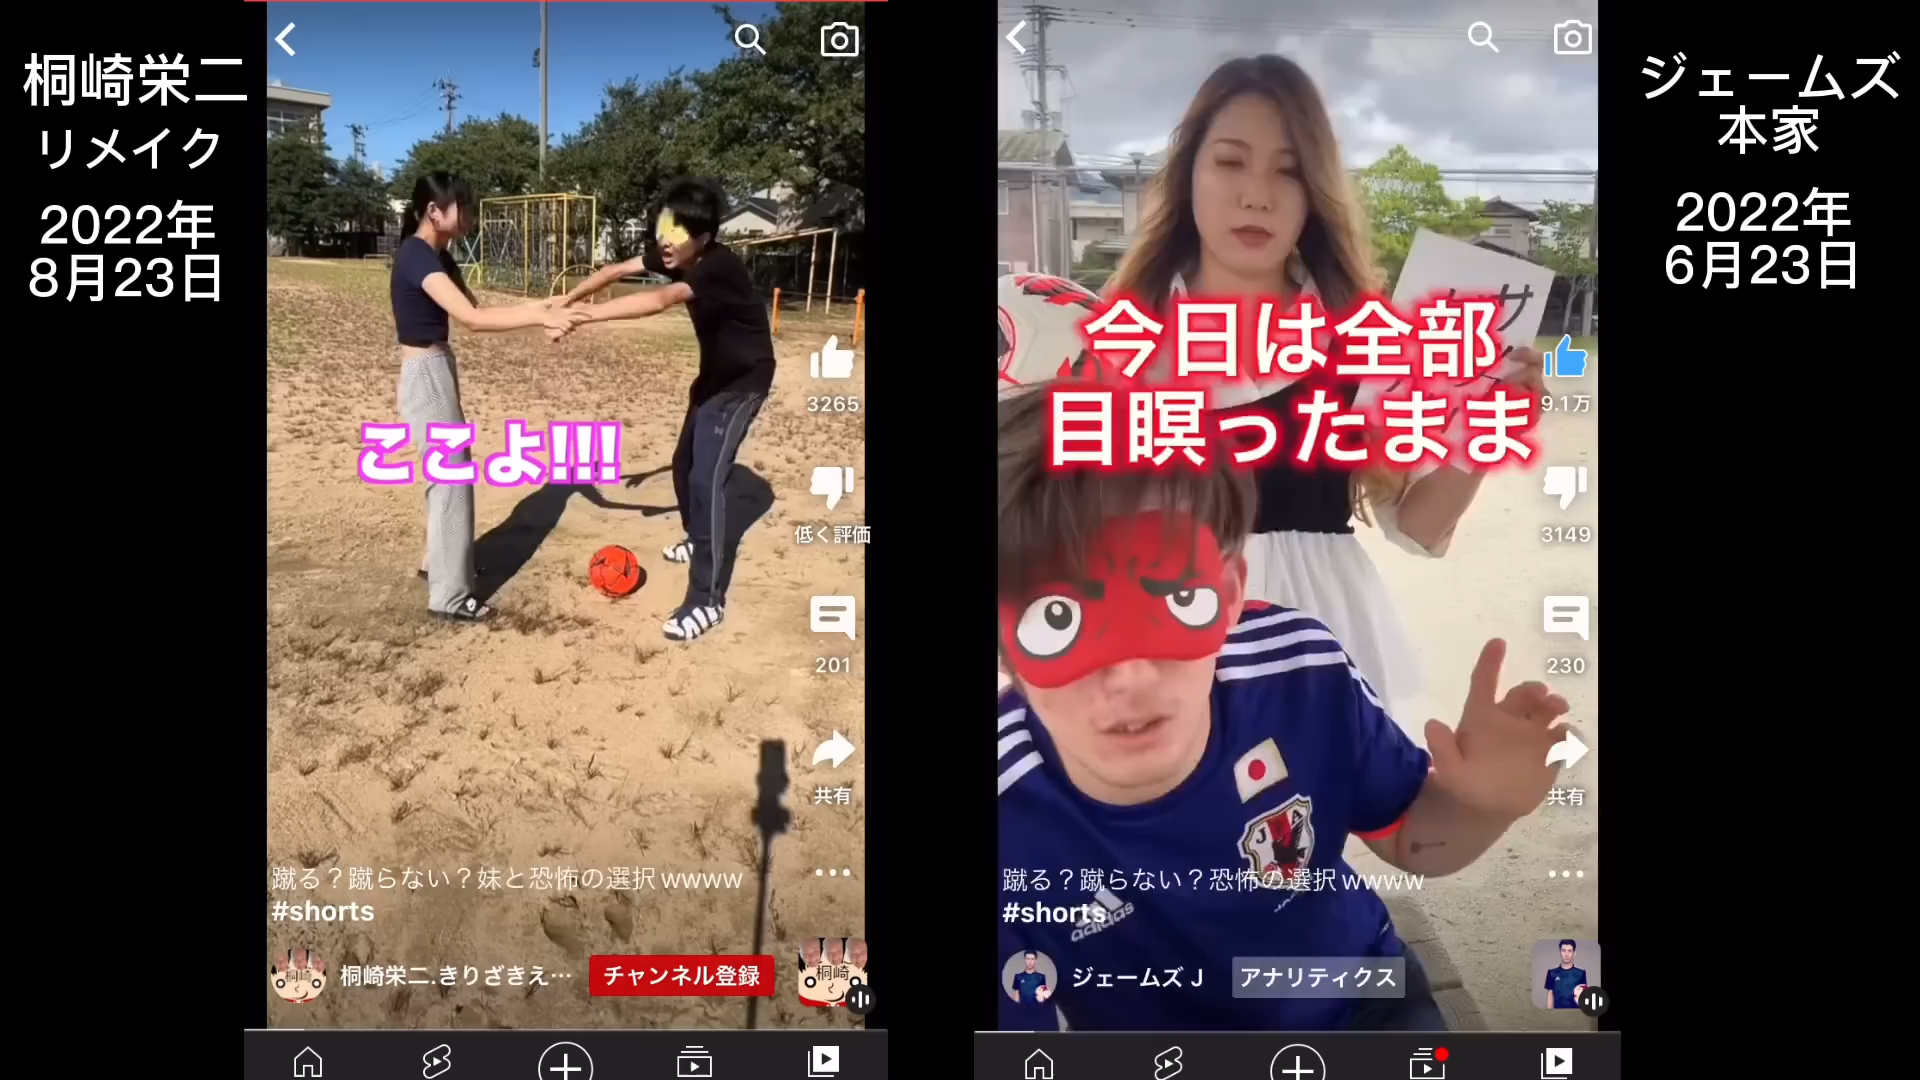 桐崎栄二
リメイク
2022年
8月23日
ここよ!!!
3265
低く評価
201
共有
蹴る？蹴らない？妹と恐怖の選択wwww
#shorts
桐崎栄二.きりざきえ…
チャンネル登録
桐崎
ジェームズ
本家
2022年
6月23日
今日は全部
目瞑ったまま
9.1万
3149
230
共有
蹴る？蹴らない？恐怖の選択wwww
#shorts
adidas
ジェームズJ
アナリティクス